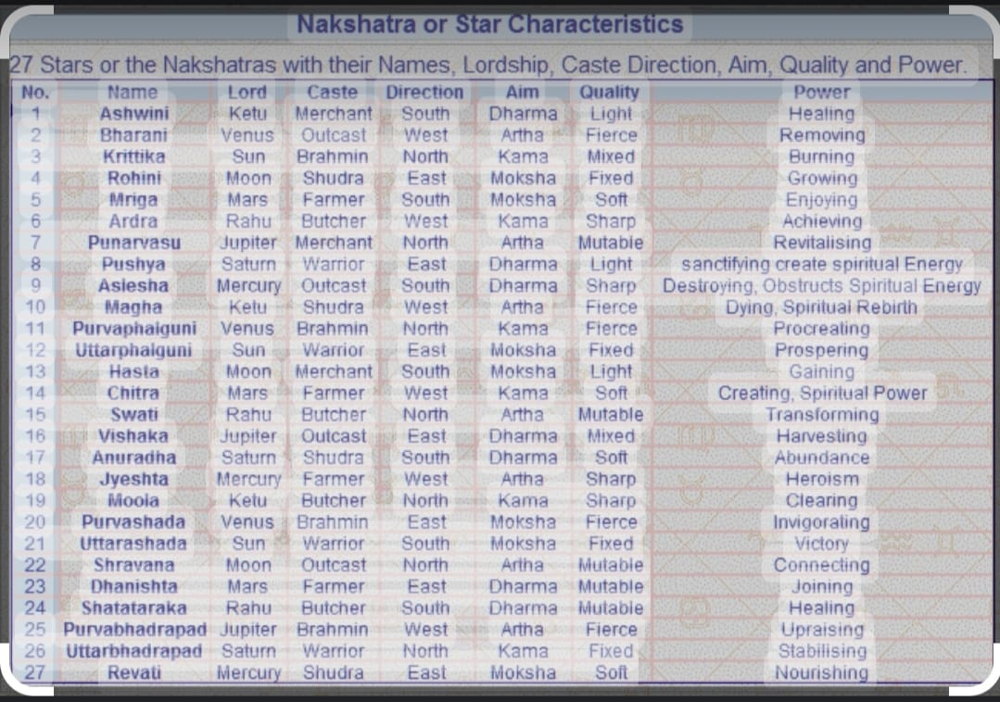 Nakshatra or Star Characteristics
27 Stars or the Nakshatras with their Names, Lordship, Caste Direction, Aim, Quality and Power.
No. Name Lord Caste Direction Aim Quality Power
1 Ashwini Ketu Merchant South Dharma Light Healing
2 Bharani Venus Outcast West Artha Fierce Removing
3 Krittika Sun Brahmin North Kama Mixed Burning
4 Rohini Moon Shudra East Moksha Fixed Growing
5 Mriga Mars Farmer South Moksha Soft Enjoying
6 Ardra Rahu Butcher West Kama Sharp Achieving
7 Punarvasu Jupiter Merchant North Artha Mutable Revitalising
8 Pushya Saturn Warrior East Dharma Light sanctifying create spiritual Energy
9 Aslesha Mercury Outcast South Dharma Sharp Destroying, Obstructs Spiritual Energy
10 Magha Ketu Shudra West Artha Fierce Dying, Spiritual Rebirth
11 Purvaphalguni Venus Brahmin North Kama Fierce Procreating
12 Uttarphalguni Sun Warrior East Moksha Fixed Prospering
13 Hasta Moon Merchant South Moksha Light Gaining
14 Chitra Mars Farmer West Kama Soft Creating, Spiritual Power
15 Swati Rahu Butcher North Artha Mutable Transforming
16 Vishaka Jupiter Outcast East Dharma Mixed Harvesting
17 Anuradha Saturn Shudra South Dharma Soft Abundance
18 Jyeshta Mercury Farmer West Artha Sharp Heroism
19 Moola Ketu Butcher North Kama Sharp Clearing
20 Purvashada Venus Brahmin East Moksha Fierce Invigorating
21 Uttarashada Sun Warrior South Moksha Fixed Victory
22 Shravana Moon Outcast North Artha Mutable Connecting
23 Dhanishta Mars Farmer East Dharma Mutable Joining
24 Shatataraka Rahu Butcher South Dharma Mutable Healing
25 Purvabhadrapad Jupiter Brahmin West Artha Fierce Upraising
26 Uttarbhadrapad Saturn Warrior North Kama Fixed Stabilising
27 Revati Mercury Shudra East Moksha Soft Nourishing